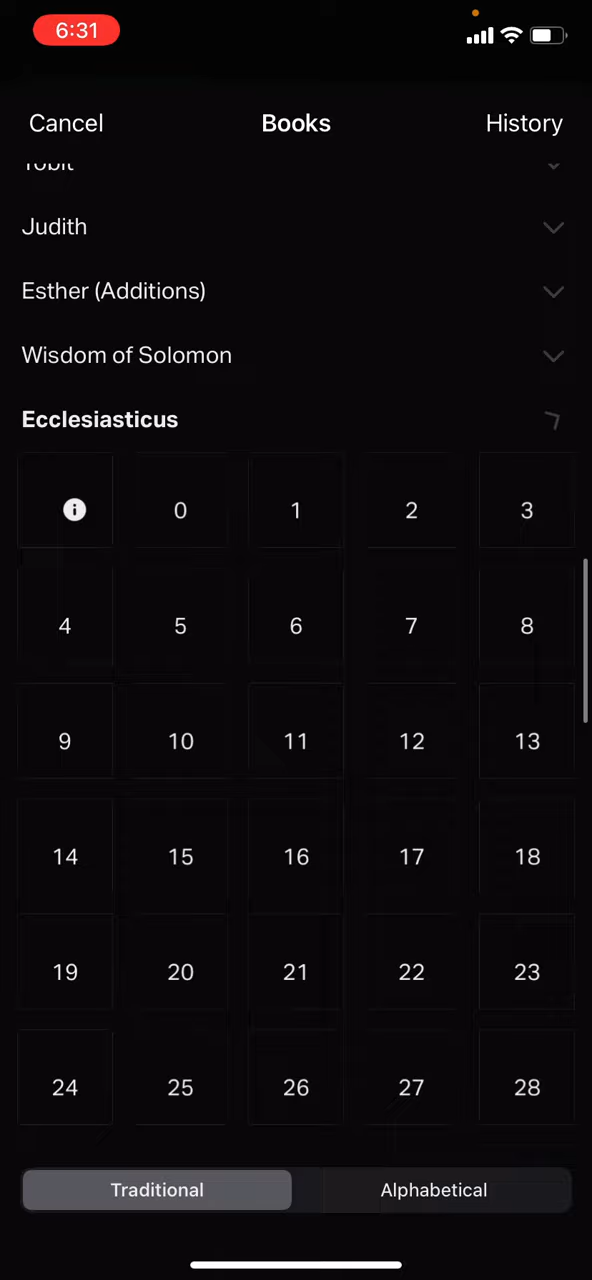 6:31
Cancel Books History
Tobit
Judith
Esther (Additions)
Wisdom of Solomon
Ecclesiasticus
i 0 1 2 3
4 5 6 7 8
9 10 11 12 13
14 15 16 17 18
19 20 21 22 23
24 25 26 27 28
Traditional Alphabetical